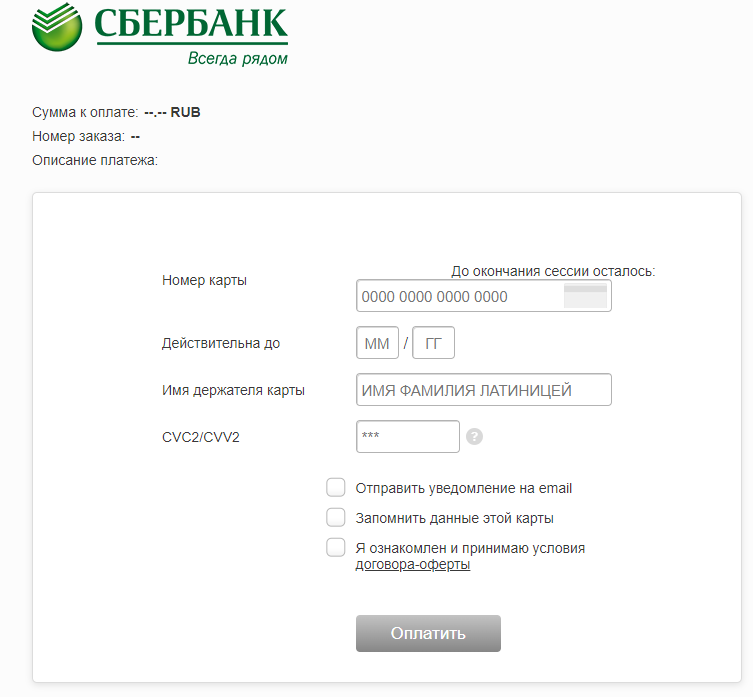 СБЕРБАНК
Всегда рядом
Сумма к оплате: --.-- RUB
Номер заказа: --
Описание платежа:
До окончания сессии осталось:
Номер карты
0000 0000 0000 0000
Действительна до
ММ / ГГ
Имя держателя карты
ИМЯ ФАМИЛИЯ ЛАТИНИЦЕЙ
CVC2/CVV2
***
?
Отправить уведомление на email
Запомнить данные этой карты
Я ознакомлен и принимаю условия
договора-оферты
Оплатить